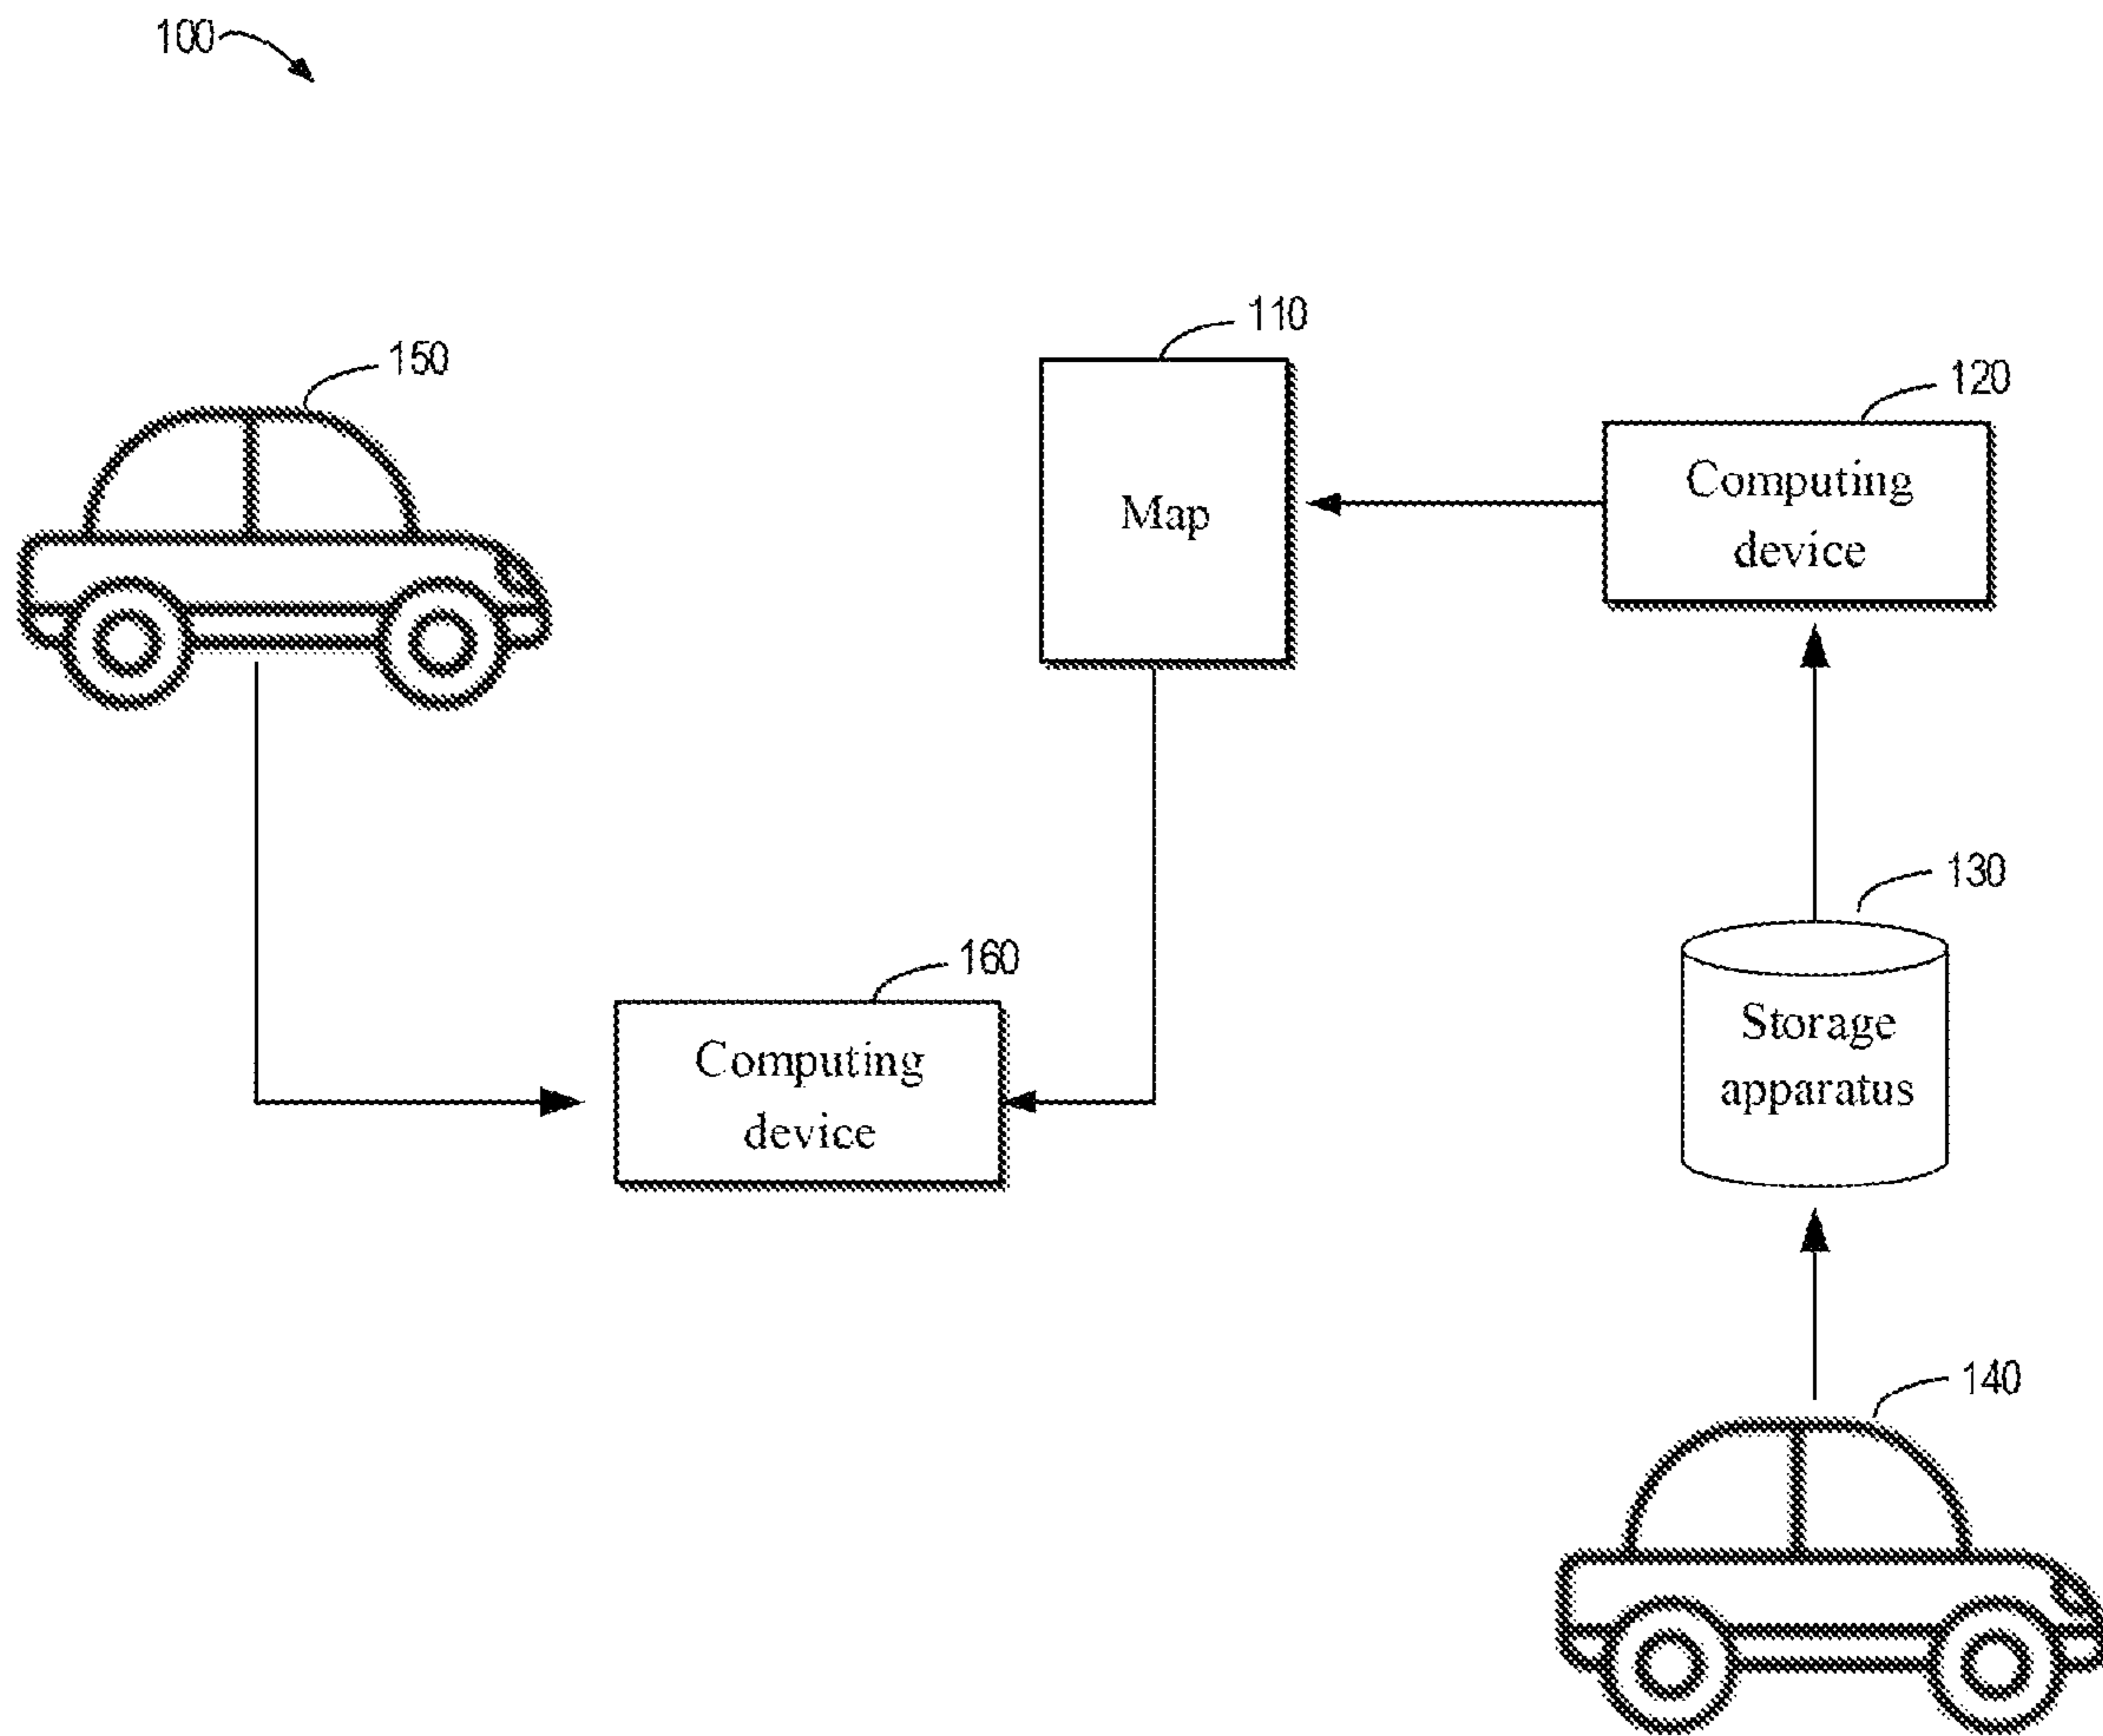 100
150
110
120
Map
Computing
device
130
Storage
apparatus
160
Computing
device
140